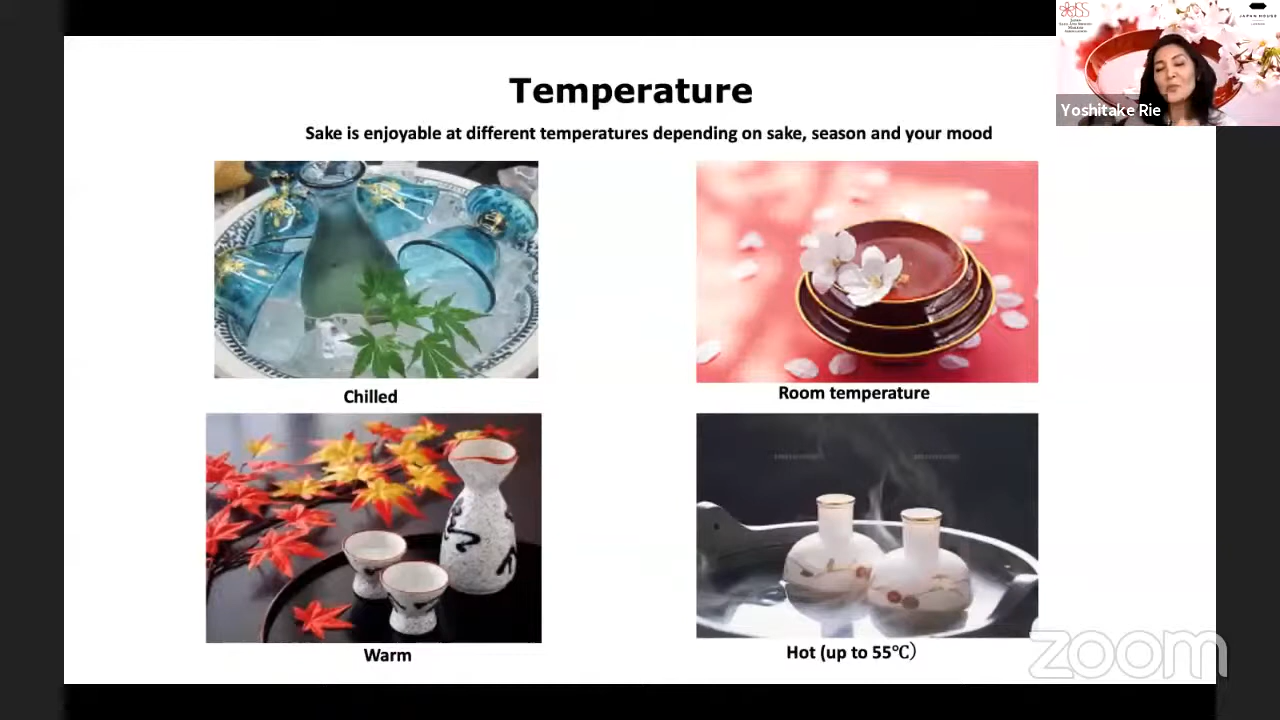 Temperature
Sake is enjoyable at different temperatures depending on sake, season and your mood
Chilled
Room temperature
Warm
Hot (up to 55℃)
JSS
JAPAN HOUSE
Yoshitake Rie
zoom